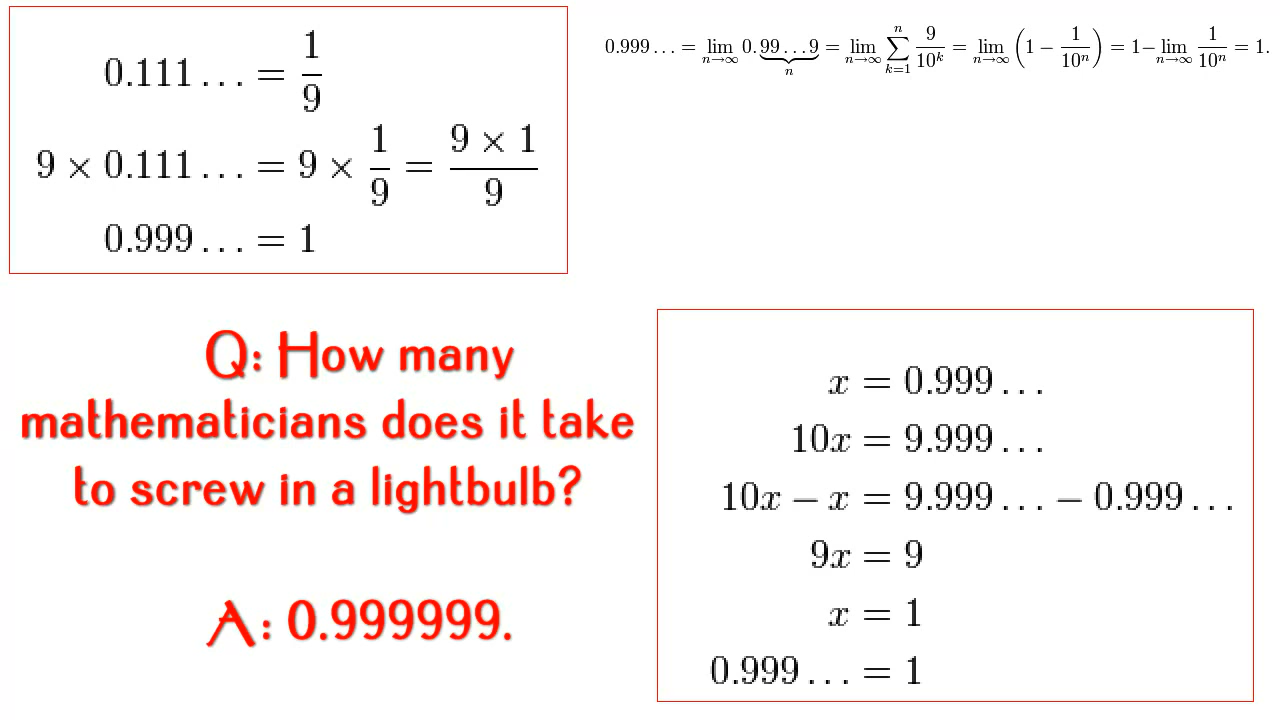 0.111 … = 1/9
9 × 0.111 … = 9 × 1/9 = (9 × 1)/9
0.999 … = 1
0.999 … = lim_{n→∞} 0.99…9 (n) = lim_{n→∞} ∑_{k=1}^{n} 9/10^k = lim_{n→∞} (1 − 1/10^n) = 1 − lim_{n→∞} 1/10^n = 1.
Q: How many
mathematicians does it take
to screw in a lightbulb?
A: 0.999999.
x = 0.999 …
10x = 9.999 …
10x − x = 9.999 … − 0.999 …
9x = 9
x = 1
0.999 … = 1